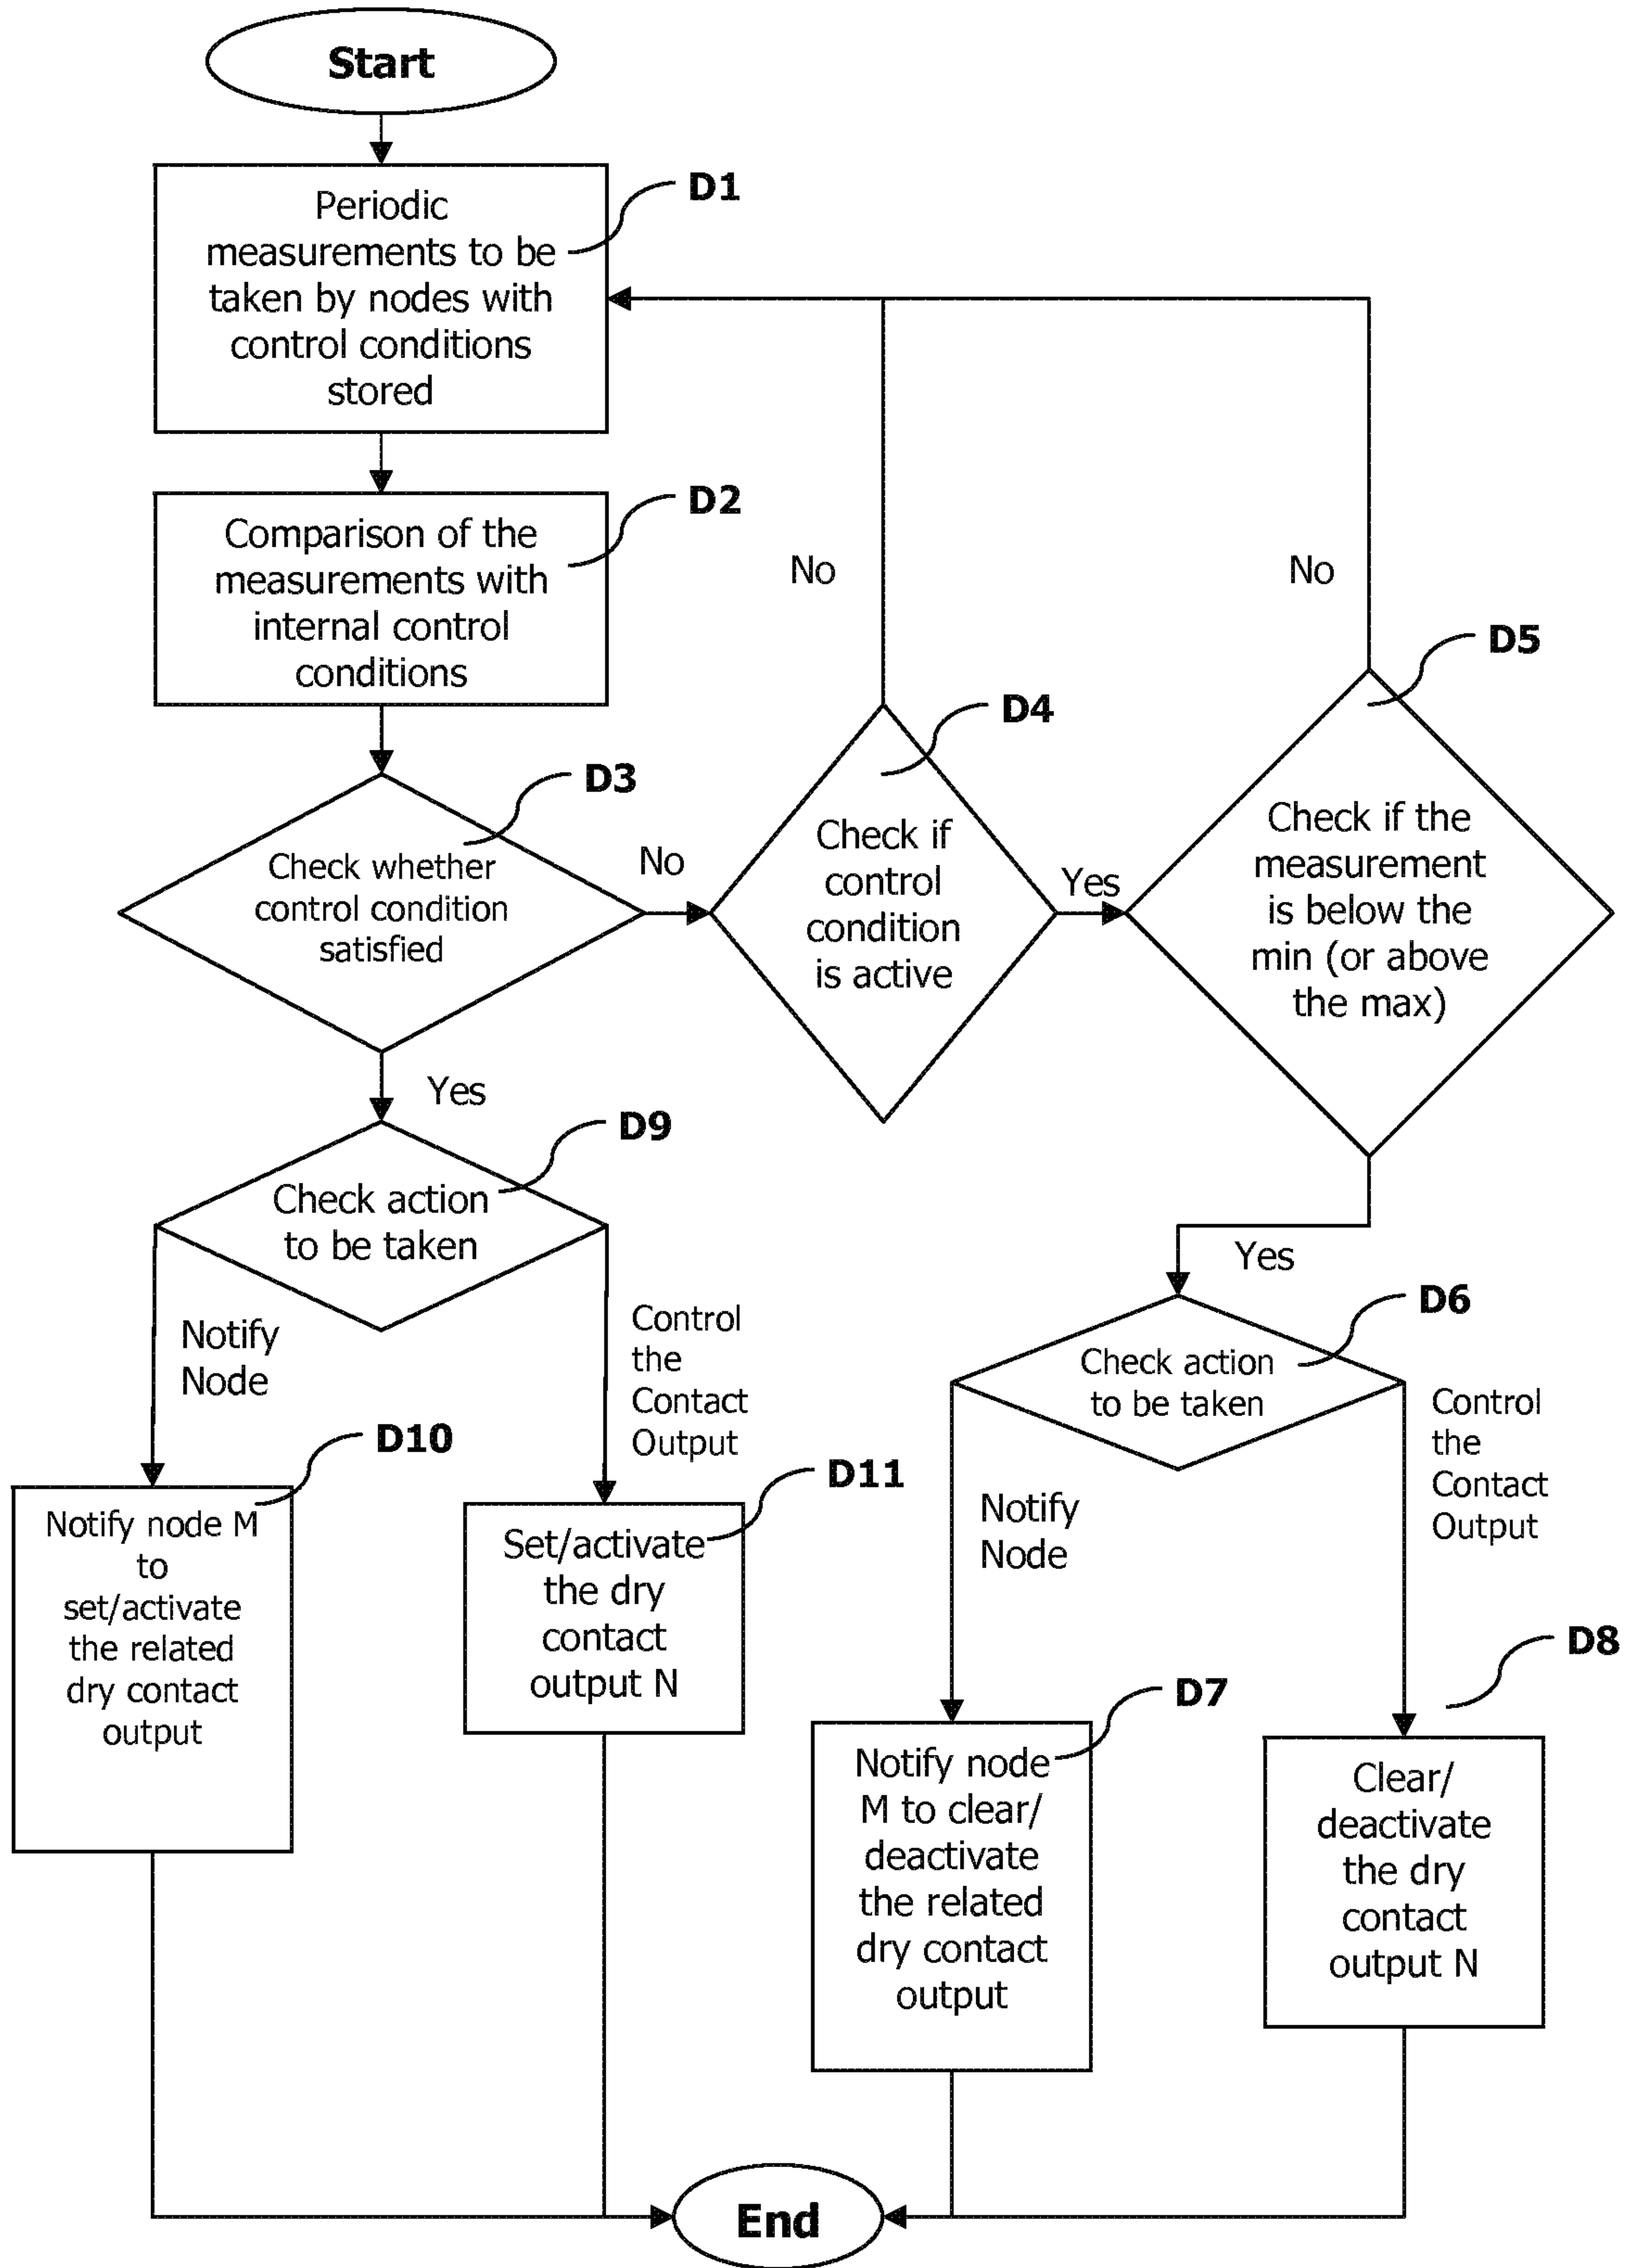 Start
D1
Periodic
measurements to be
taken by nodes with
control conditions
stored
D2
Comparison of the
measurements with
internal control
conditions
No
No
D3
Check whether
control condition
satisfied
No
D4
Check if
control
condition
is active
Yes
D5
Check if the
measurement
is below the
min (or above
the max)
Yes
D9
Check action
to be taken
Notify
Node
Control
the
Contact
Output
Yes
D6
Check action
to be taken
Notify
Node
Control
the
Contact
Output
D10
Notify node M
to
set/activate
the related
dry contact
output
D11
Set/activate
the dry
contact
output N
D7
Notify node
M to clear/
deactivate
the related
dry contact
output
D8
Clear/
deactivate
the dry
contact
output N
End